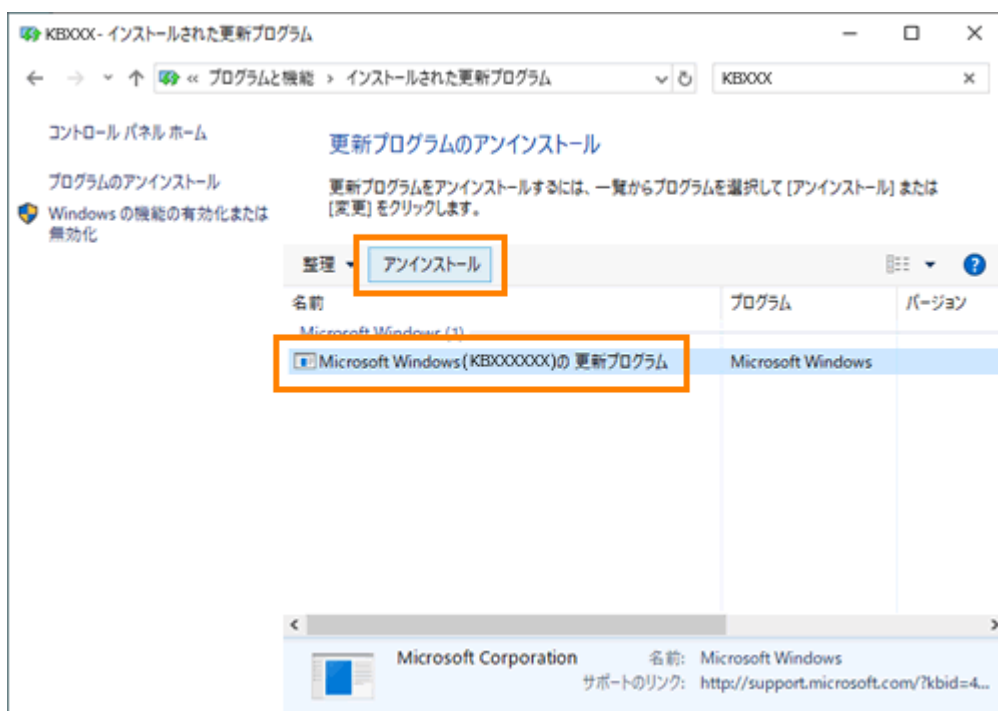 KBXXX- インストールされた更新プログラム
« プログラムと機能 › インストールされた更新プログラム
KBXXX
コントロール パネル ホーム
プログラムのアンインストール
Windows の機能の有効化または
無効化
更新プログラムのアンインストール
更新プログラムをアンインストールするには、一覧からプログラムを選択して [アンインストール] または
[変更] をクリックします。
整理 アンインストール
名前 プログラム バージョン
Microsoft Windows (1)
Microsoft Windows(KBXXXXXX)の 更新プログラム Microsoft Windows
Microsoft Corporation 名前: Microsoft Windows
サポートのリンク: http://support.microsoft.com/?kbid=4...